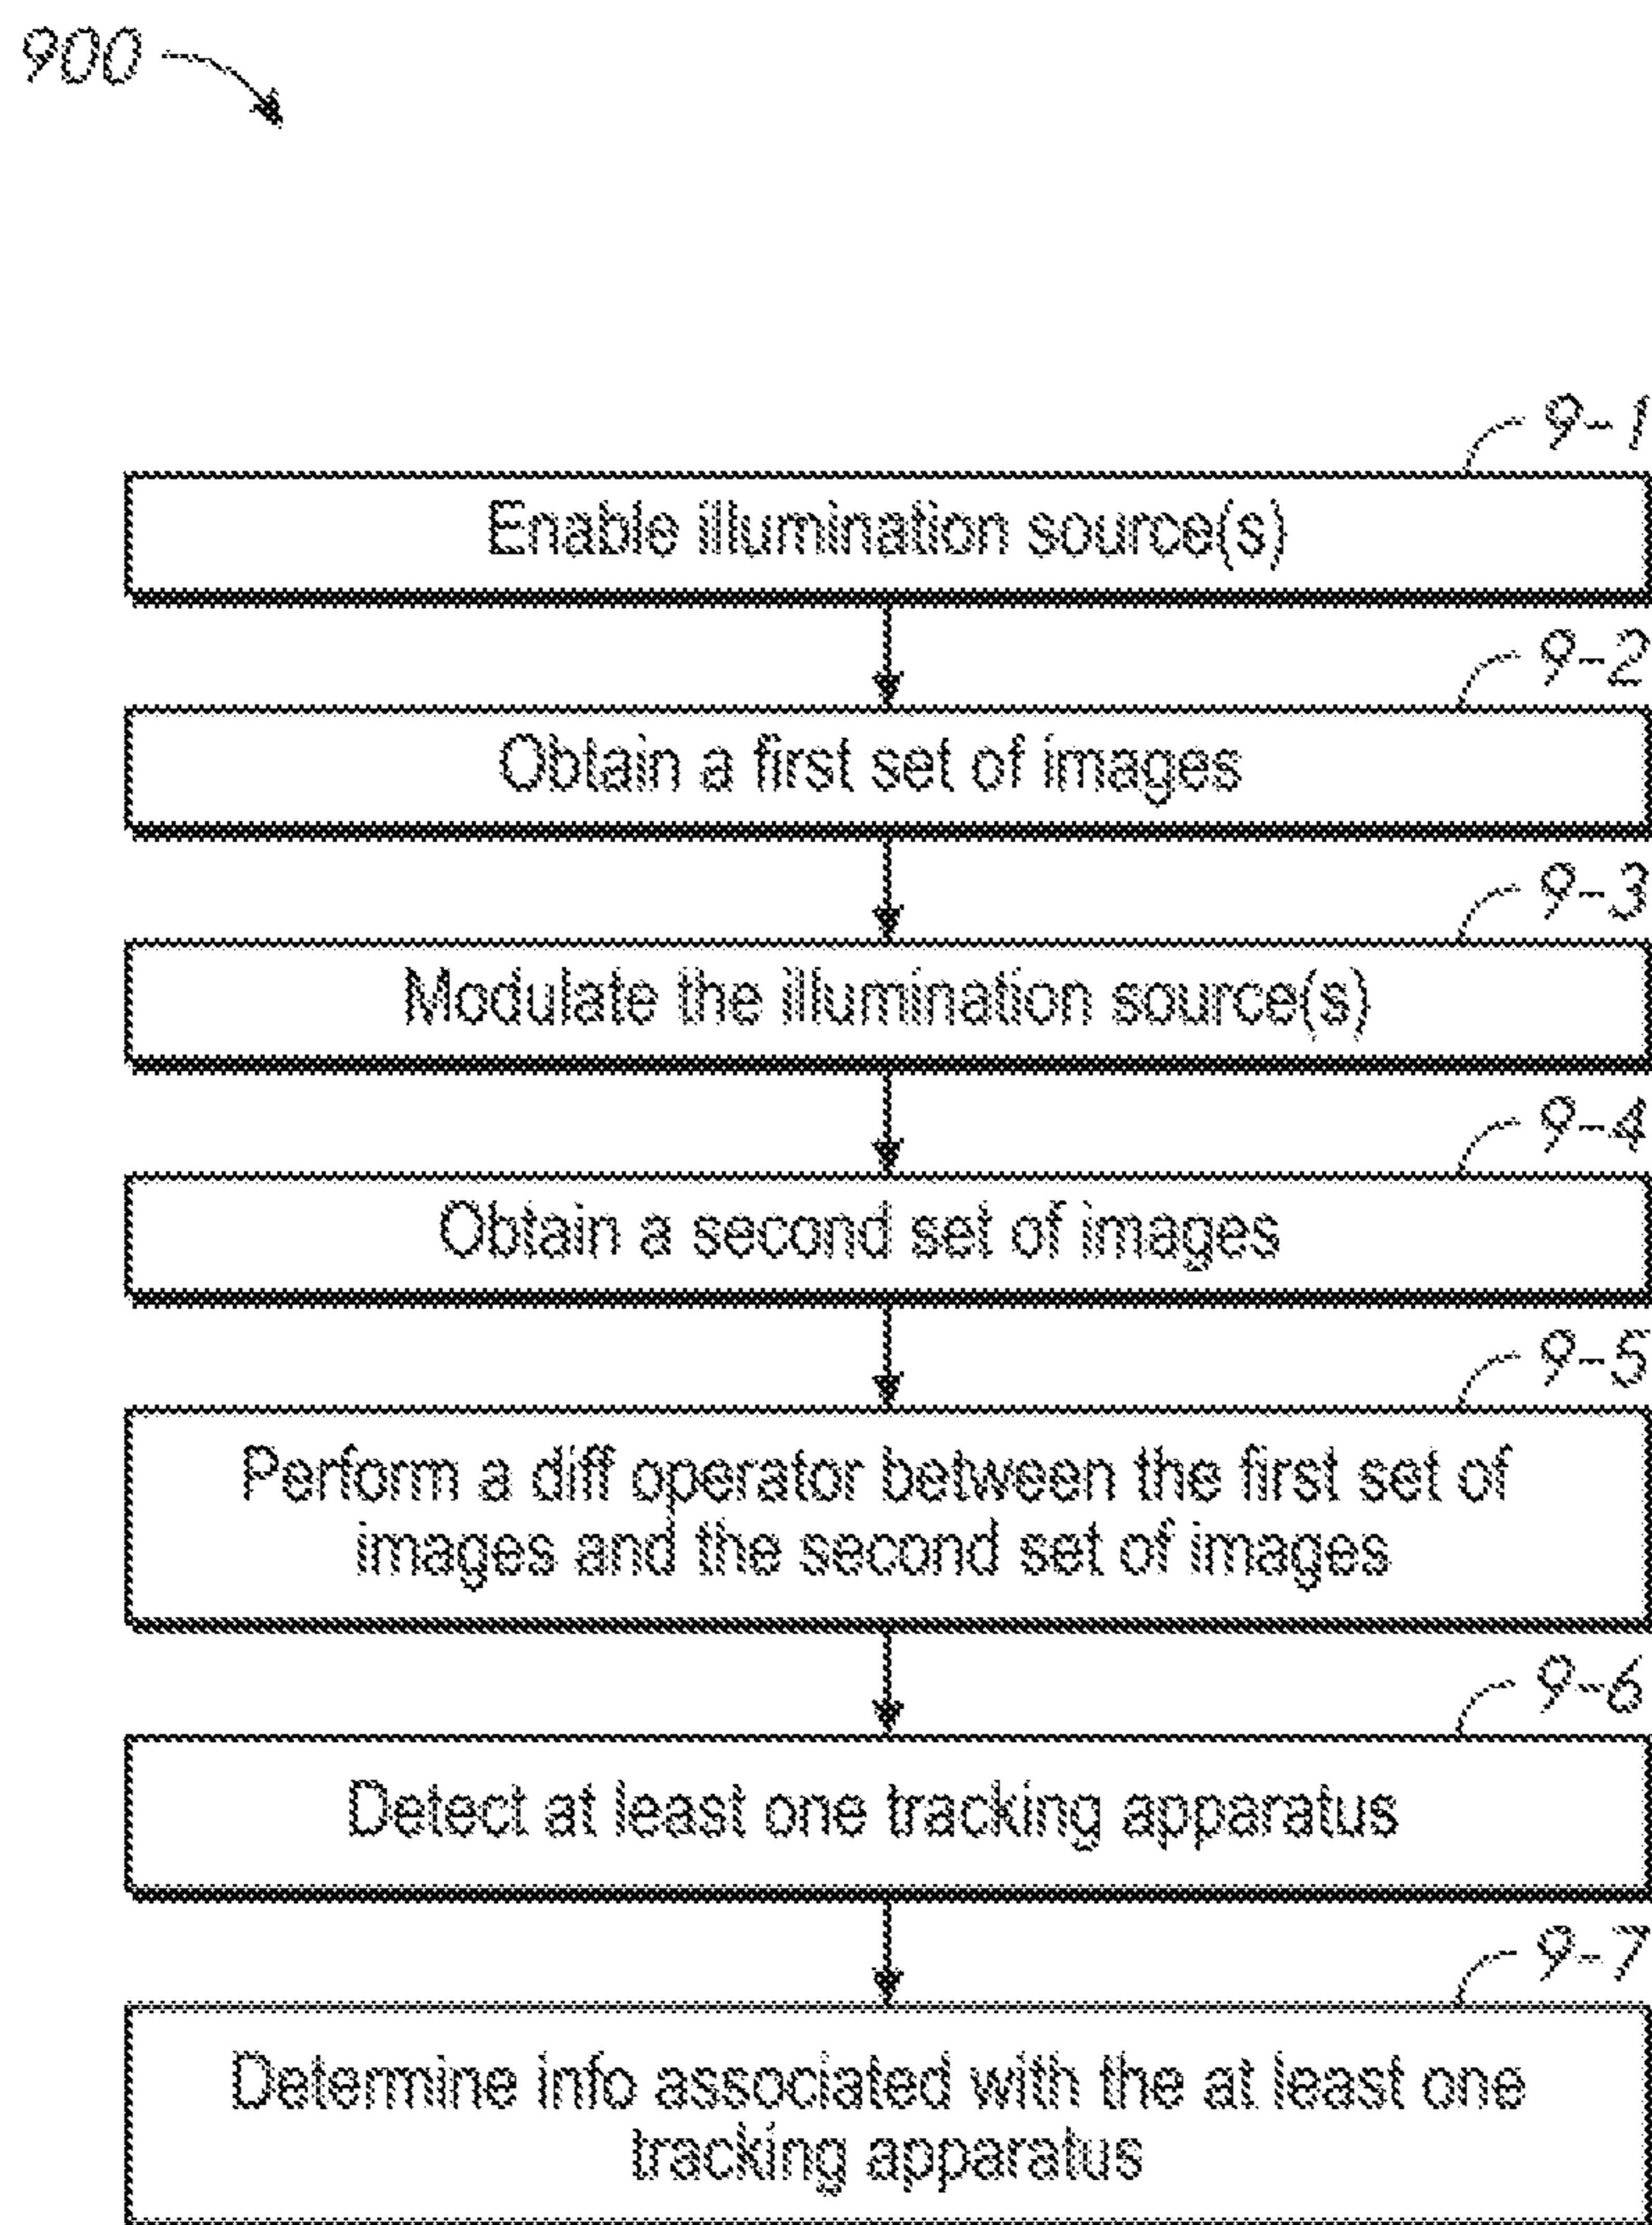 900
9-1
Enable illumination source(s)
9-2
Obtain a first set of images
9-3
Modulate the illumination source(s)
9-4
Obtain a second set of images
9-5
Perform a diff operator between the first set of
images and the second set of images
9-6
Detect at least one tracking apparatus
9-7
Determine info associated with the at least one
tracking apparatus